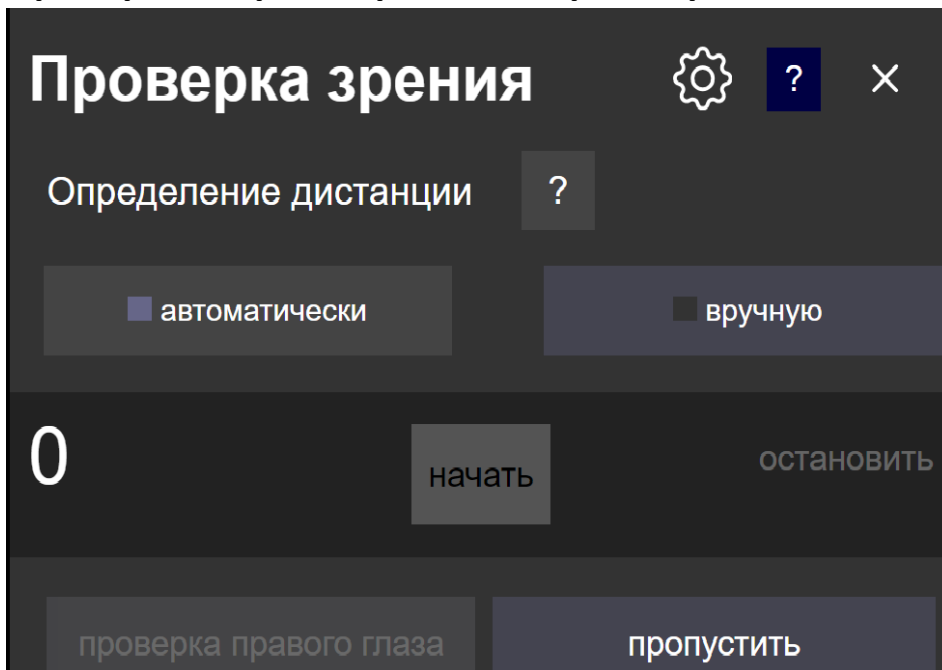 Проверка зрения ? ×
Определение дистанции ?
автоматически вручную
0 начать остановить
проверка правого глаза пропустить